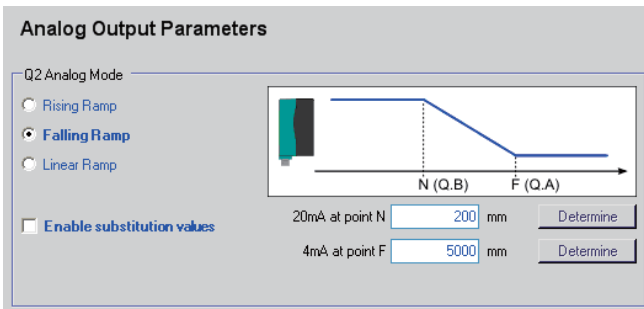 Analog Output Parameters
Q2 Analog Mode
Rising Ramp
Falling Ramp
Linear Ramp
Enable substitution values
N (Q.B) F (Q.A)
20mA at point N 200 mm Determine
4mA at point F 5000 mm Determine